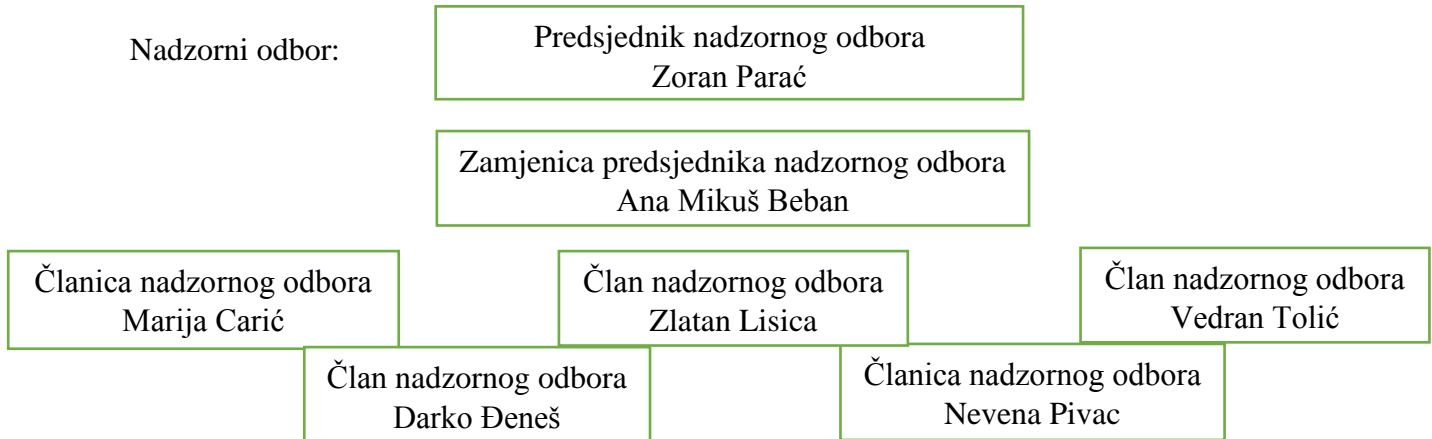 Nadzorni odbor:
Predsjednik nadzornog odbora
Zoran Parać
Zamjenica predsjednika nadzornog odbora
Ana Mikuš Beban
Članica nadzornog odbora
Marija Carić
Član nadzornog odbora
Zlatan Lisica
Član nadzornog odbora
Vedran Tolić
Član nadzornog odbora
Darko Đeneš
Članica nadzornog odbora
Nevena Pivac